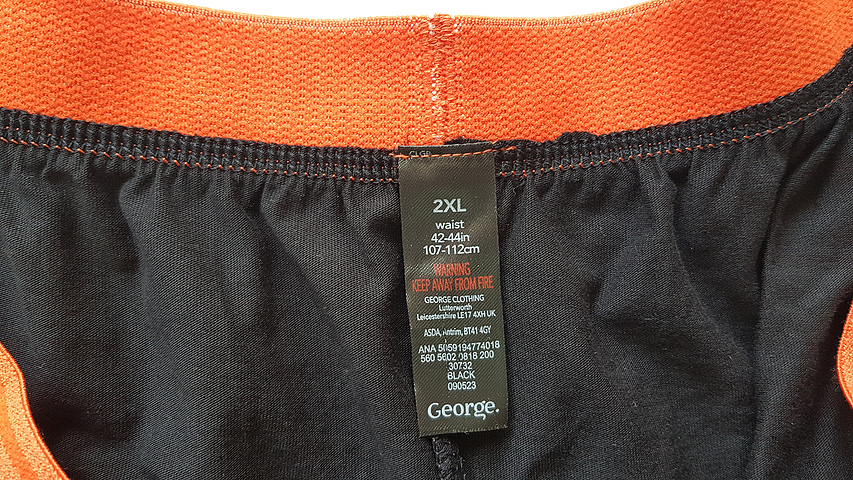 2XL
waist
42-44in
107-112cm
WARNING
KEEP AWAY FROM FIRE
GEORGE CLOTHING
Lutterworth
Leicestershire LE17 4XH UK
ASDA, Antrim, BT41 4GY
ANA 5059194774018
560 5602 0818 200
30732
BLACK
090523
George.